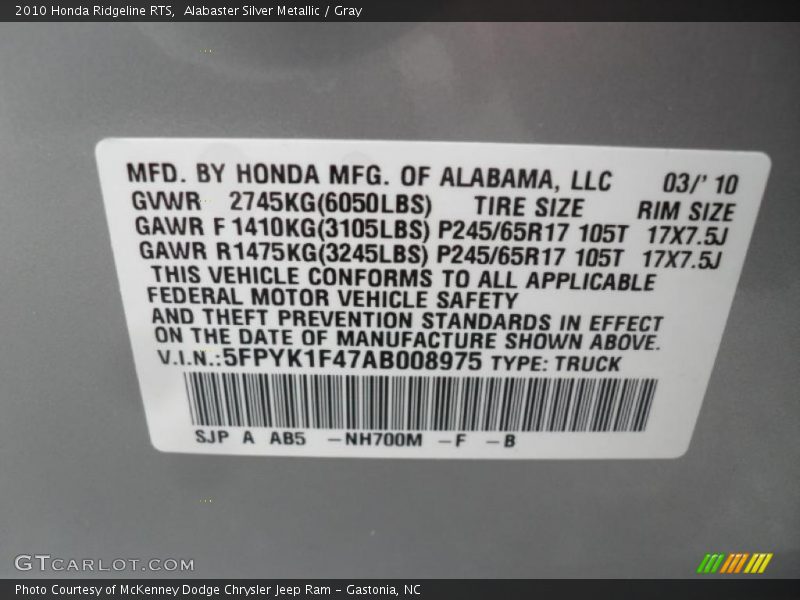 2010 Honda Ridgeline RTS,  Alabaster Silver Metallic / Gray
MFD. BY HONDA MFG. OF ALABAMA, LLC 03/' 10
GVWR 2745KG(6050LBS) TIRE SIZE RIM SIZE
GAWR F 1410KG(3105LBS) P245/65R17 105T 17X7.5J
GAWR R1475KG(3245LBS) P245/65R17 105T 17X7.5J
THIS VEHICLE CONFORMS TO ALL APPLICABLE
FEDERAL MOTOR VEHICLE SAFETY
AND THEFT PREVENTION STANDARDS IN EFFECT
ON THE DATE OF MANUFACTURE SHOWN ABOVE.
V.I.N.:5FPYK1F47AB008975 TYPE: TRUCK
SJP A AB5 -NH700M -F -B
GTCARLOT.COM
Photo Courtesy of McKenney Dodge Chrysler Jeep Ram – Gastonia, NC